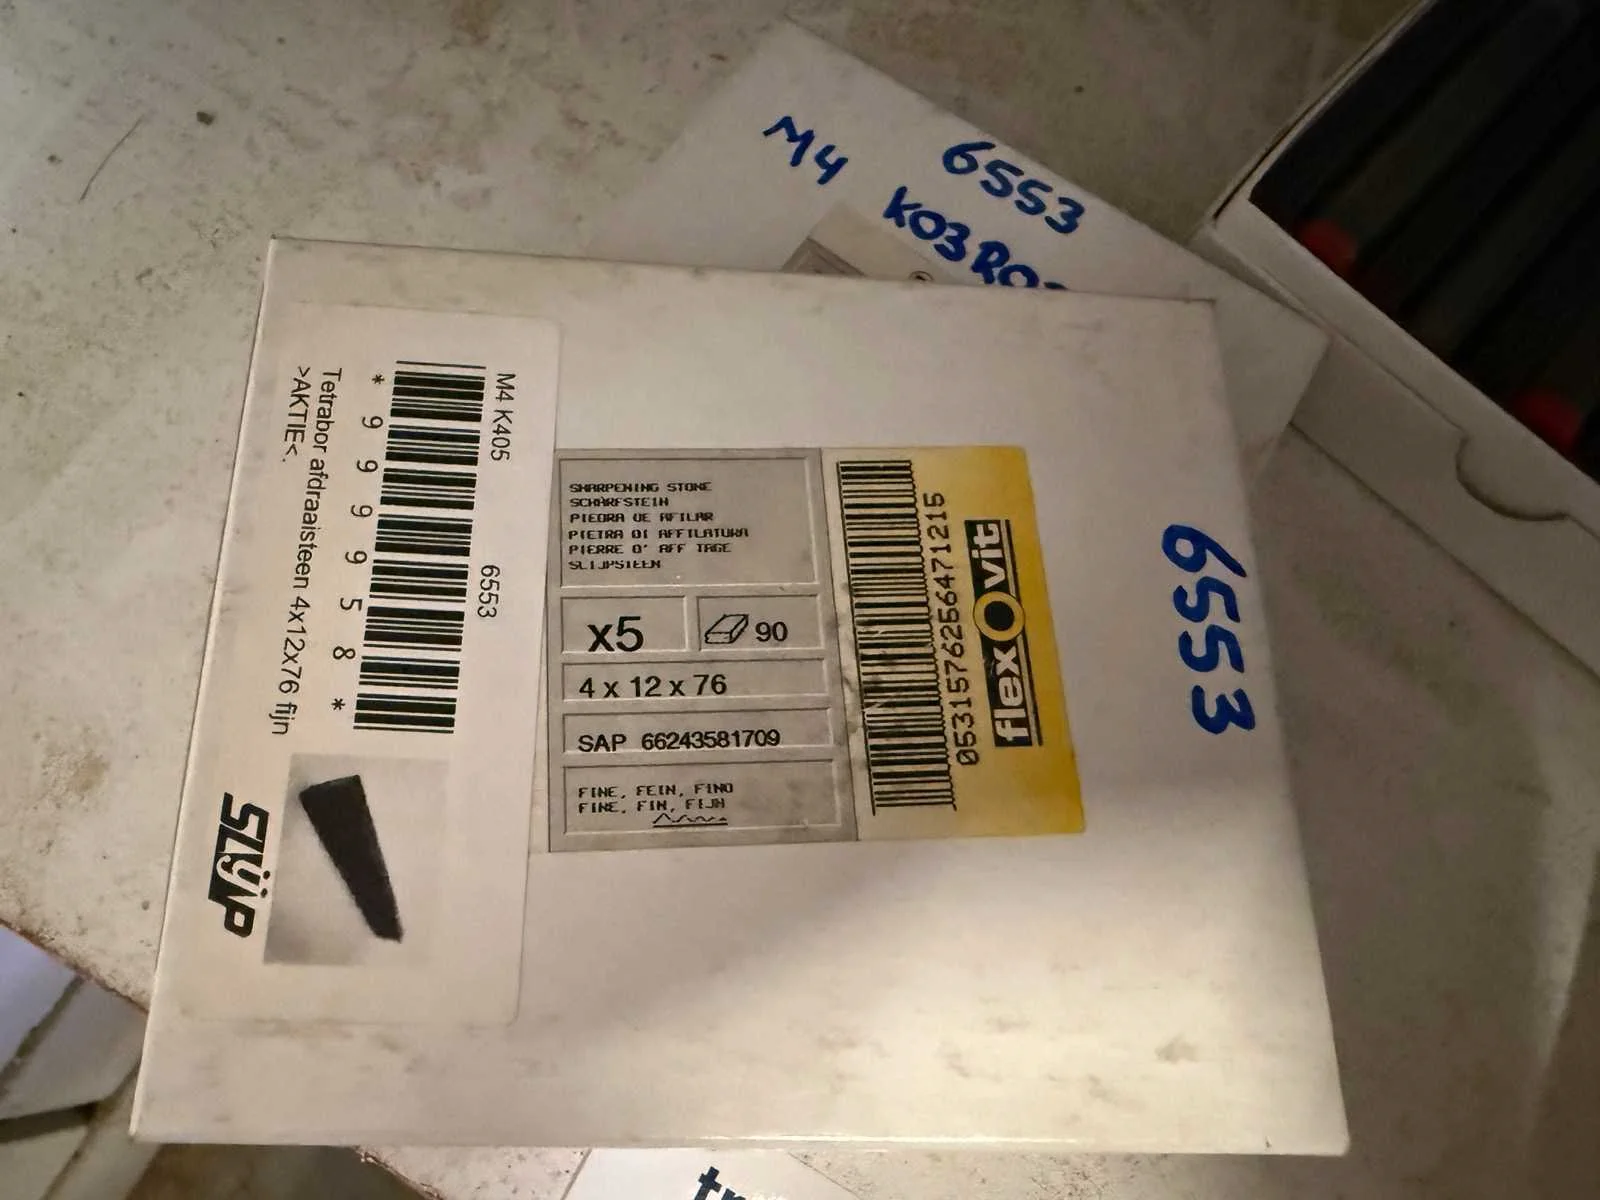 6553
M4
K03R0
6553
M4 K405
6553
* 9 9 9 9 9 5 8 *
Tetrabor afdraaisteen 4x12x76 fijn
>AKTIE<.
SLIJP
SHARPENING STONE
SCHÄRFSTEIN
PIEDRA DE AFILAR
PIETRA DI AFFILATURA
PIERRE D' AFF TAGE
SLIJPSTEEN
x5
90
4 x 12 x 76
SAP 66243581709
FINE, FEIN, FINO
FINE, FIN, FIJN
0531576256471215
flexovit